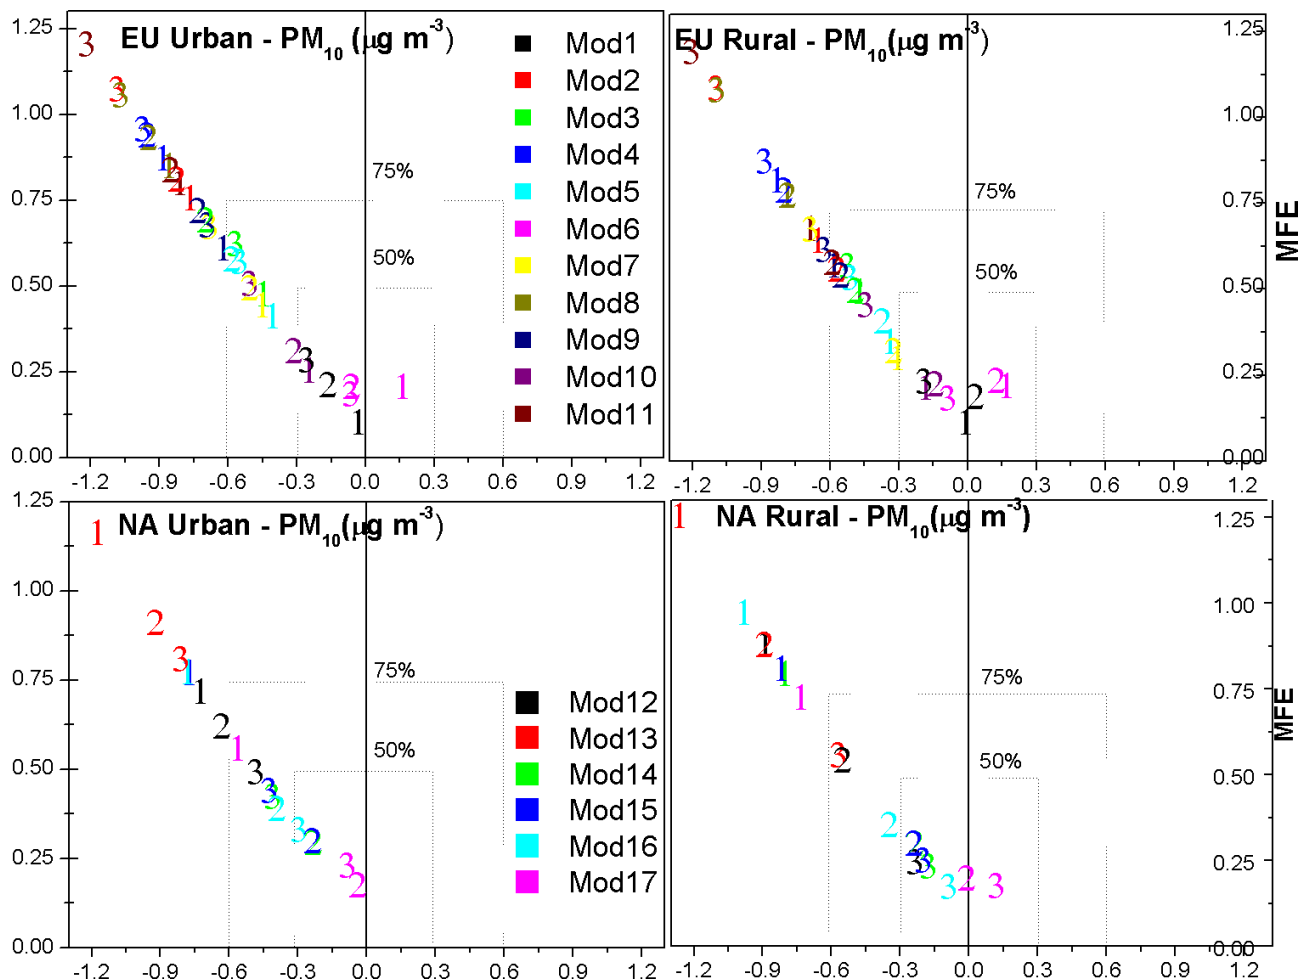 EU Urban - PM10 (μg m-3)
1.25
1.00
0.75
0.50
0.25
0.00
75%
50%
Mod1
Mod2
Mod3
Mod4
Mod5
Mod6
Mod7
Mod8
Mod9
Mod10
Mod11
-1.2 -0.9 -0.6 -0.3 0.0 0.3 0.6 0.9 1.2
EU Rural - PM10(μg m-3)
75%
50%
1.25
1.00
0.75
0.50
0.25
0.00
MFE
-1.2 -0.9 -0.6 -0.3 0.0 0.3 0.6 0.9 1.2
NA Urban - PM10(μg m-3)
1.25
1.00
0.75
0.50
0.25
0.00
75%
50%
Mod12
Mod13
Mod14
Mod15
Mod16
Mod17
-1.2 -0.9 -0.6 -0.3 0.0 0.3 0.6 0.9 1.2
NA Rural - PM10(μg m-3)
75%
50%
1.25
1.00
0.75
0.50
0.25
0.00
MFE
-1.2 -0.9 -0.6 -0.3 0.0 0.3 0.6 0.9 1.2